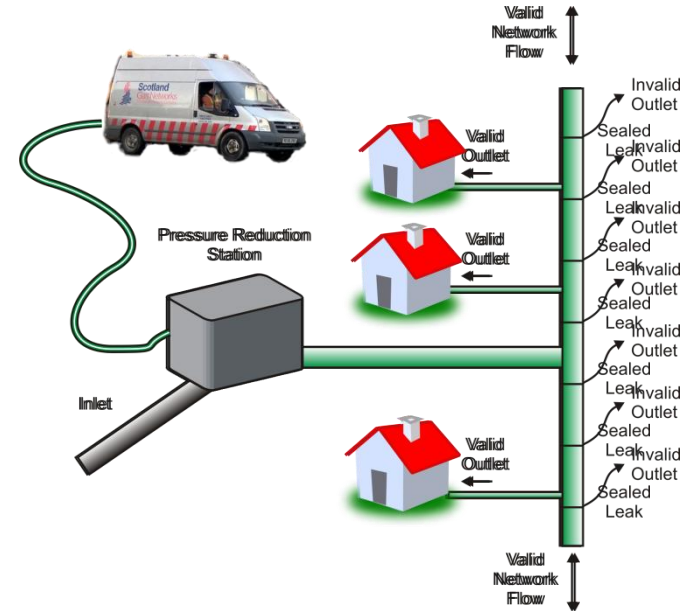 Valid
Network
Flow
Scotland
Gas Networks
Pressure Reduction
Station
Inlet
Valid
Outlet
Valid
Outlet
Valid
Outlet
Invalid
Outlet
Sealed
Leak
Invalid
Outlet
Sealed
Leak
Invalid
Outlet
Sealed
Leak
Invalid
Outlet
Sealed
Leak
Invalid
Outlet
Sealed
Leak
Invalid
Outlet
Sealed
Leak
Invalid
Outlet
Sealed
Leak
Valid
Network
Flow